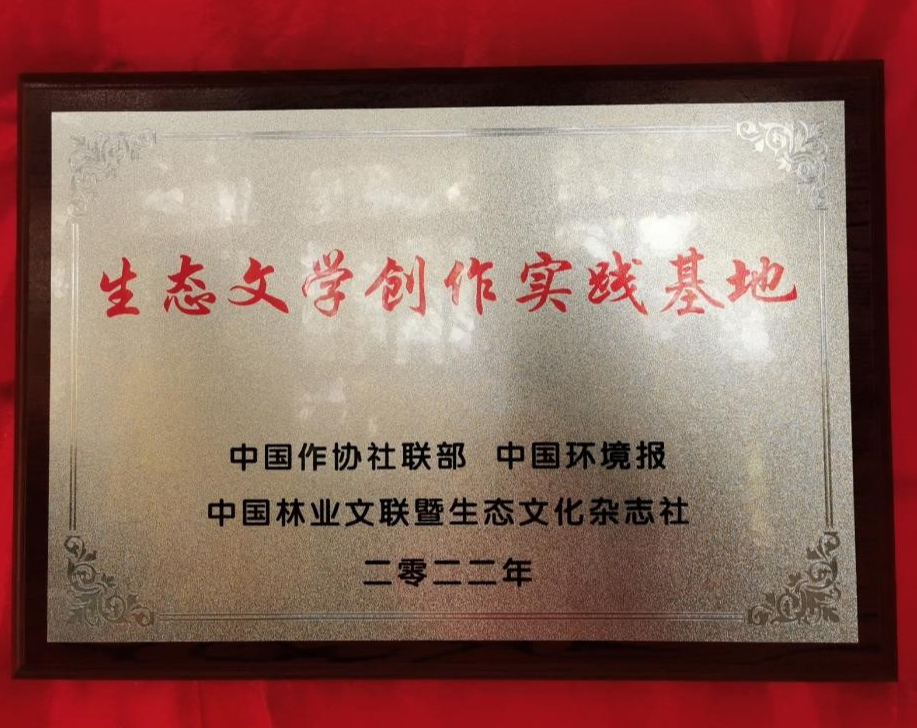 生态文学创作实践基地
中国作协社联部 中国环境报
中国林业文联暨生态文化杂志社
二零二二年